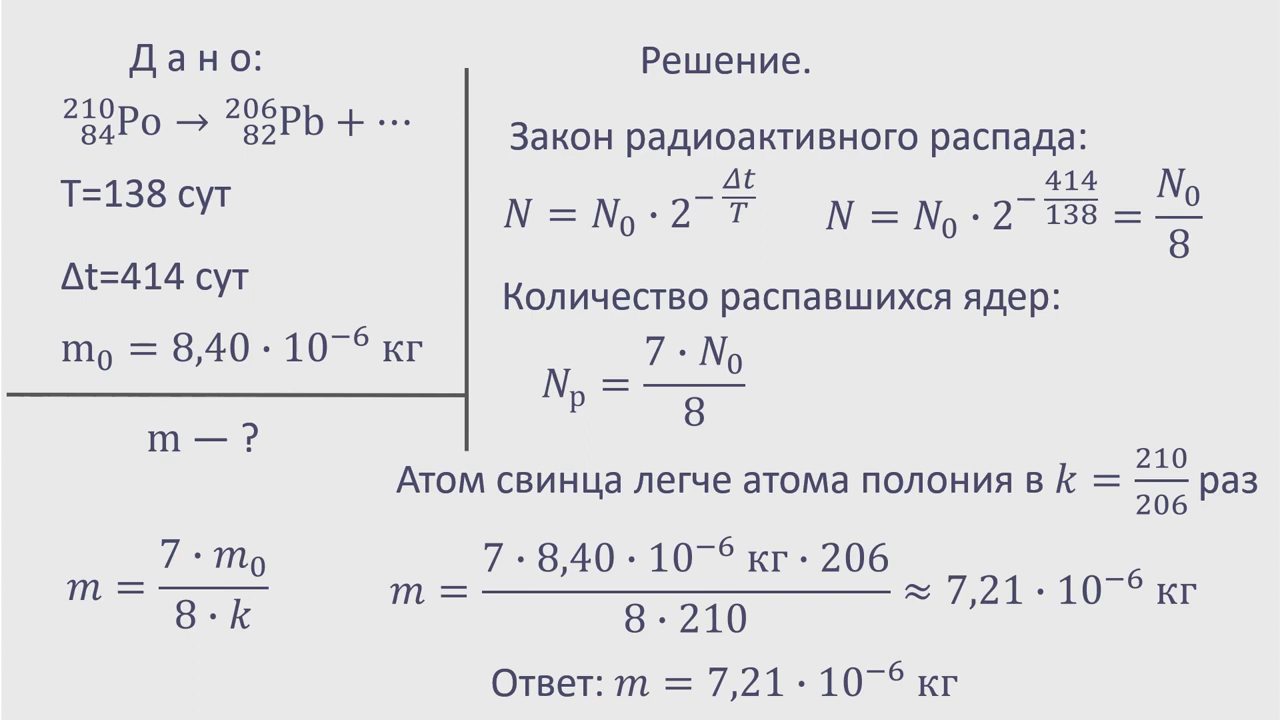 Дано:
²¹⁰₈₄Po → ²⁰⁶₈₂Pb + ⋯
T=138 сут
Δt=414 сут
m₀ = 8,40 · 10⁻⁶ кг
m — ?
Решение.
Закон радиоактивного распада:
N = N₀ · 2^(−Δt/T) N = N₀ · 2^(−414/138) = N₀/8
Количество распавшихся ядер:
Nр = 7 · N₀/8
Атом свинца легче атома полония в k = 210/206 раз
m = 7 · m₀/8 · k m = 7 · 8,40 · 10⁻⁶ кг · 206/8 · 210 ≈ 7,21 · 10⁻⁶ кг
Ответ: m = 7,21 · 10⁻⁶ кг